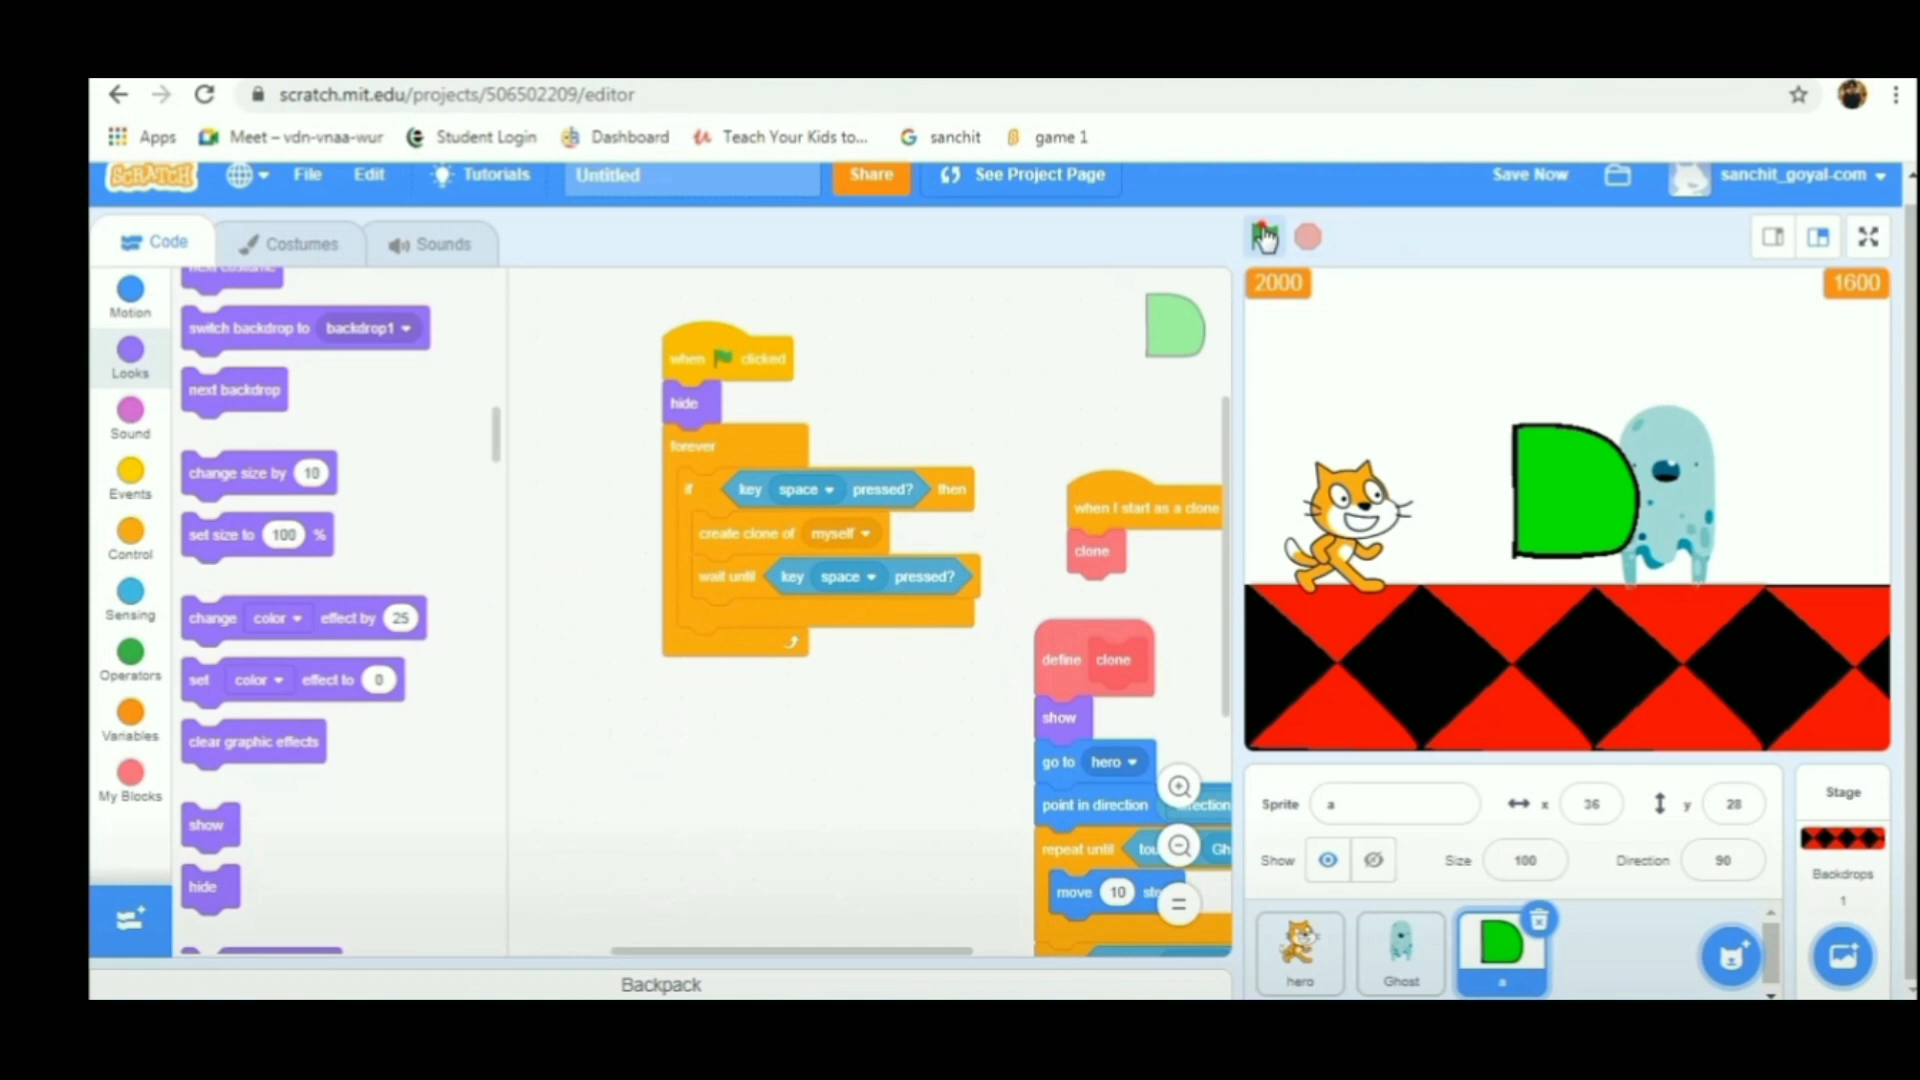 scratch.mit.edu/projects/506502209/editor
Apps Meet – vdn-vnaa-wur Student Login Dashboard Teach Your Kids to... sanchit game 1
SCRATCH File Edit Tutorials Untitled Share See Project Page Save Now sanchit_goyal-com
Code Costumes Sounds
Motion
Looks
Sound
Events
Control
Sensing
Operators
Variables
My Blocks
next costume
switch backdrop to backdrop1
next backdrop
change size by 10
set size to 100 %
change color effect by 25
set color effect to 0
clear graphic effects
show
hide
when clicked
hide
forever
if key space pressed? then
create clone of myself
wait until key space pressed?
when I start as a clone
clone
define clone
show
go to hero
point in direction
repeat until
move 10
Backpack
2000 1600
Sprite a x 36 y 28
Show Size 100 Direction 90
hero Ghost a
Stage
Backdrops
1